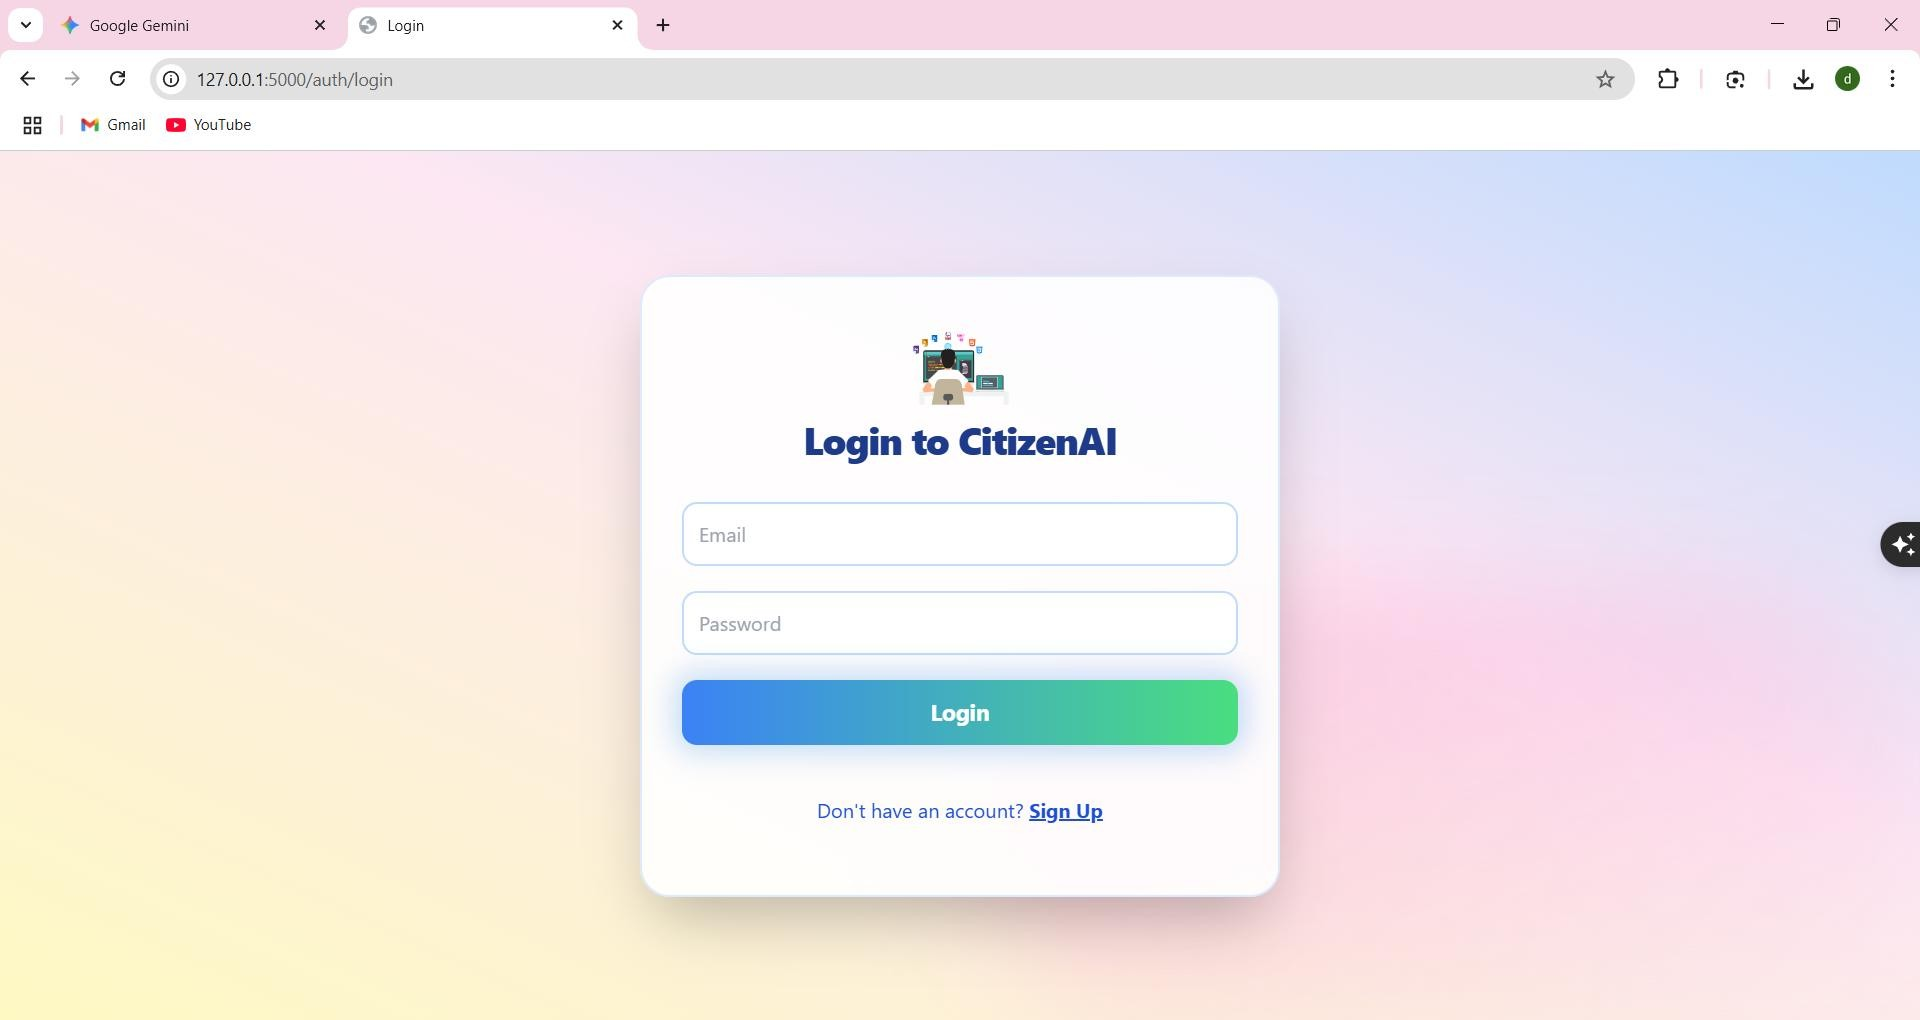 Google Gemini
Login
127.0.0.1:5000/auth/login
d
Gmail
YouTube
Login to CitizenAI
Email
Password
Login
Don't have an account? Sign Up